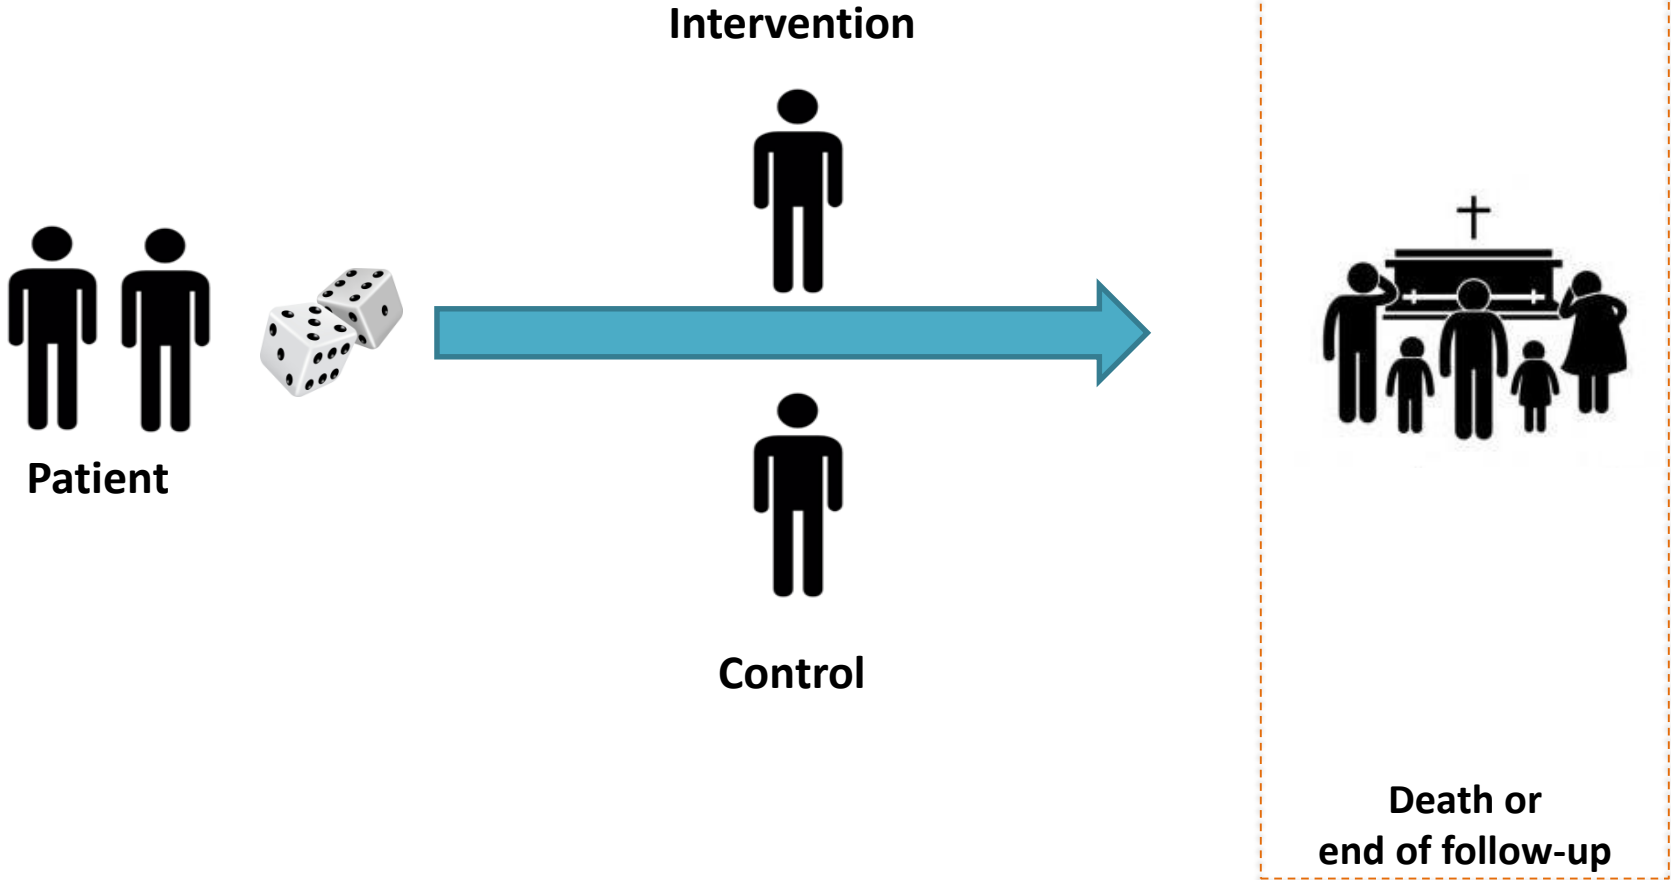 Intervention
Patient
Control
Death or
end of follow-up